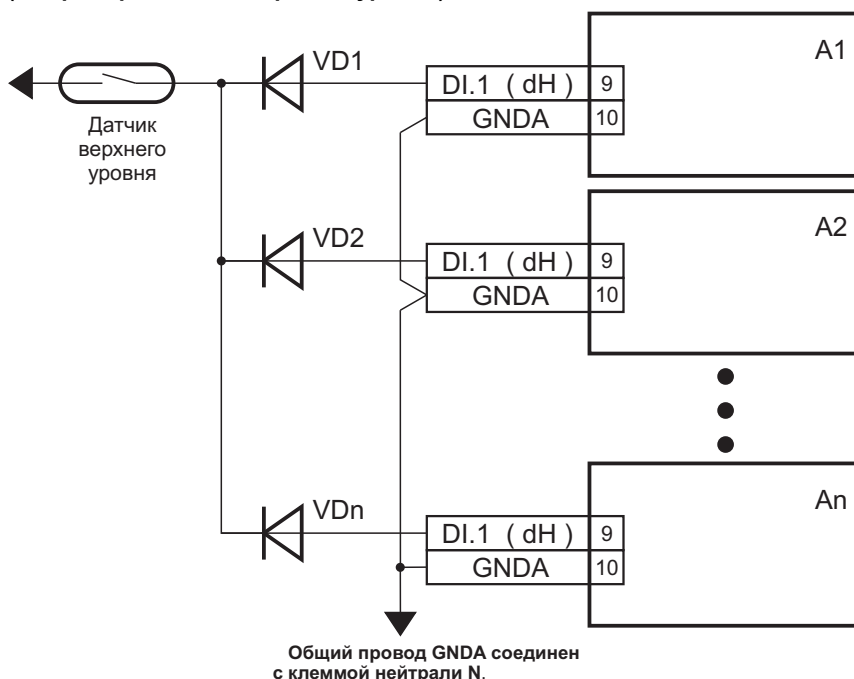 VD1
A1
DI.1 ( dH ) 9
GNDA 10
Датчик
верхнего
уровня
VD2
A2
DI.1 ( dH ) 9
GNDA 10
VDn
An
DI.1 ( dH ) 9
GNDA 10
Общий провод GNDA соединен
с клеммой нейтрали N.